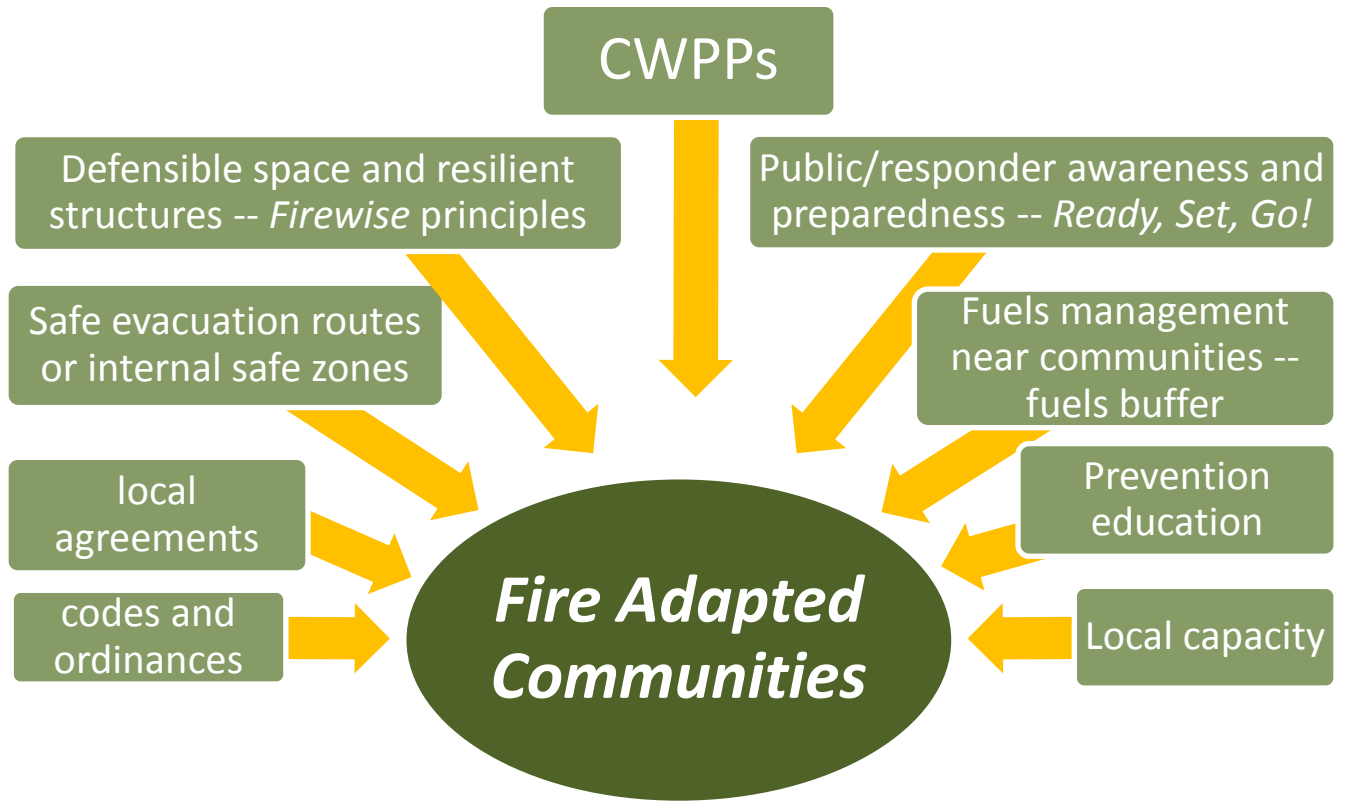 CWPPs
Defensible space and resilient
structures -- Firewise principles
Public/responder awareness and
preparedness -- Ready, Set, Go!
Safe evacuation routes
or internal safe zones
Fuels management
near communities --
fuels buffer
local
agreements
Prevention
education
codes and
ordinances
Local capacity
Fire Adapted
Communities